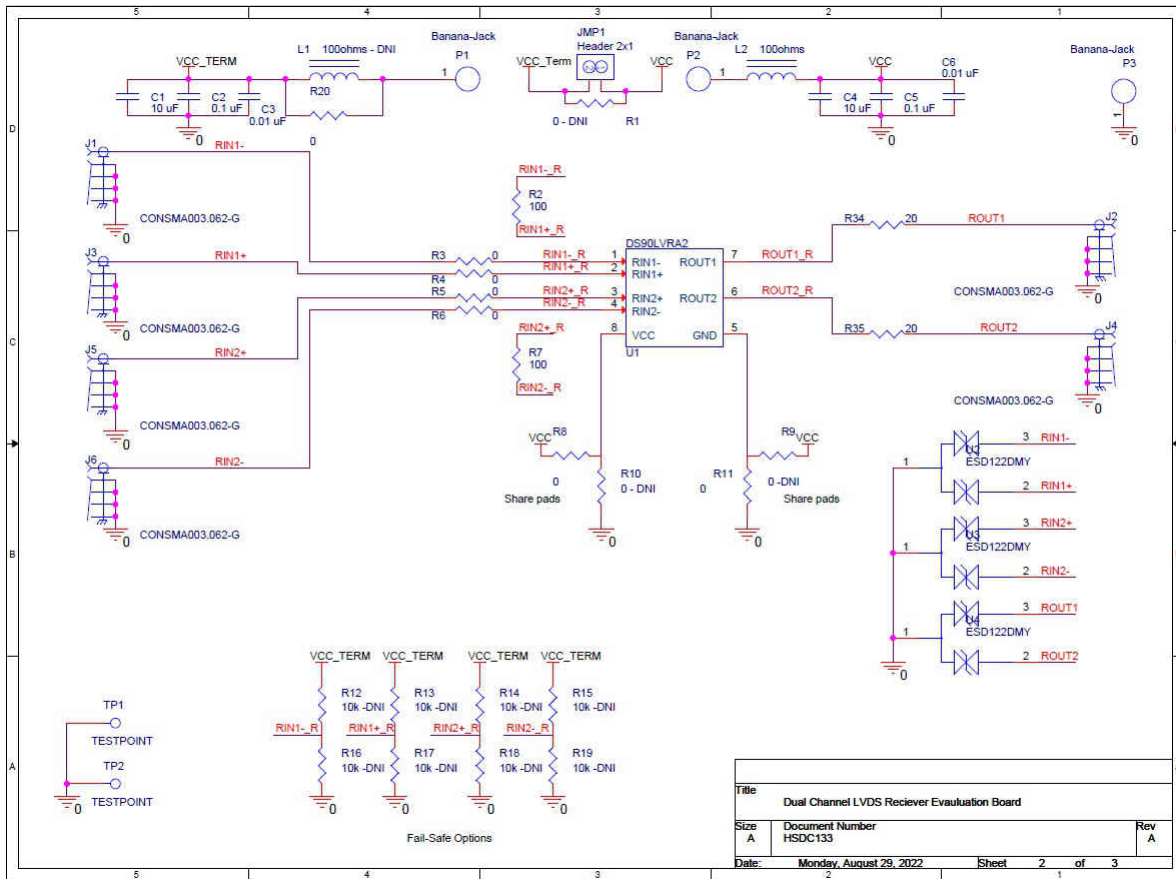 5 4 3 2 1
L1 100ohms - DNI
Banana-Jack
P1
1
VCC_TERM
R20
0
C1
10 uF
C2
0.1 uF
C3
0.01 uF
0
JMP1
Header 2x1
VCC_Term
VCC
0 - DNI R1
Banana-Jack
P2
1
L2 100ohms
VCC
C6
0.01 uF
C4
10 uF
C5
0.1 uF
0
Banana-Jack
P3
1
0
D
J1
RIN1-
CONSMA003.062-G
0
J3
RIN1+
CONSMA003.062-G
0
C
J5
RIN2+
CONSMA003.062-G
0
J6
RIN2-
CONSMA003.062-G
0
B
RIN1-_R
R2
100
RIN1+_R
R3 0 RIN1-_R 1
R4 0 RIN1+_R 2
R5 0 RIN2+_R 3
R6 0 RIN2-_R 4
DS90LVRA2
RIN1- ROUT1
RIN1+
RIN2+ ROUT2
RIN2-
VCC GND
U1
8
5
7 ROUT1_R
6 ROUT2_R
RIN2+_R
R7
100
RIN2-_R
R34 20 ROUT1
J2
CONSMA003.062-G
0
R35 20 ROUT2
J4
CONSMA003.062-G
0
VCC R8
0
Share pads
R10
0 - DNI
0
R9 VCC
R11
0
0 -DNI
Share pads
0
3 RIN1-
U2
ESD122DMY
1
2 RIN1+
3 RIN2+
U3
ESD122DMY
1
2 RIN2-
3 ROUT1
U4
ESD122DMY
1
2 ROUT2
0
VCC_TERM VCC_TERM VCC_TERM VCC_TERM
R12
10k -DNI
R13
10k -DNI
R14
10k -DNI
R15
10k -DNI
RIN1-_R RIN1+_R RIN2+_R RIN2-_R
R16
10k -DNI
R17
10k -DNI
R18
10k -DNI
R19
10k -DNI
0 0 0 0
Fail-Safe Options
TP1
TESTPOINT
TP2
TESTPOINT
0
A
Title
Dual Channel LVDS Reciever Evauluation Board
Size Document Number Rev
A HSDC133 A
Date: Monday, August 29, 2022 Sheet 2 of 3
5 4 3 2 1